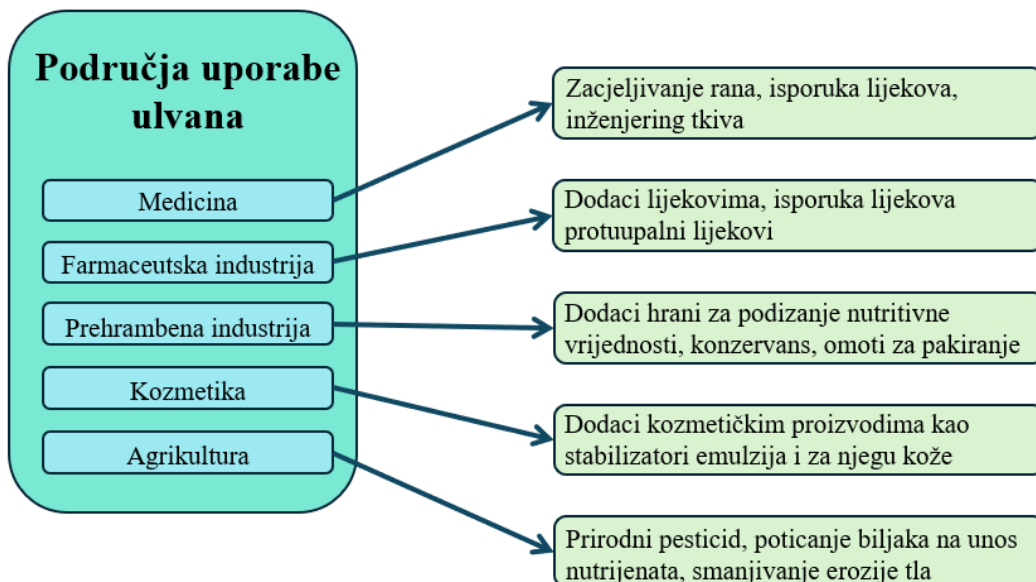 Područja uporabe
ulvana
Medicina
Farmaceutska industrija
Prehrambena industrija
Kozmetika
Agrikultura
Zacjeljivanje rana, isporuka lijekova,
inženjering tkiva
Dodaci lijekovima, isporuka lijekova
protuupalni lijekovi
Dodaci hrani za podizanje nutritivne
vrijednosti, konzervans, omoti za pakiranje
Dodaci kozmetičkim proizvodima kao
stabilizatori emulzija i za njegu kože
Prirodni pesticid, poticanje biljaka na unos
nutrijenata, smanjivanje erozije tla